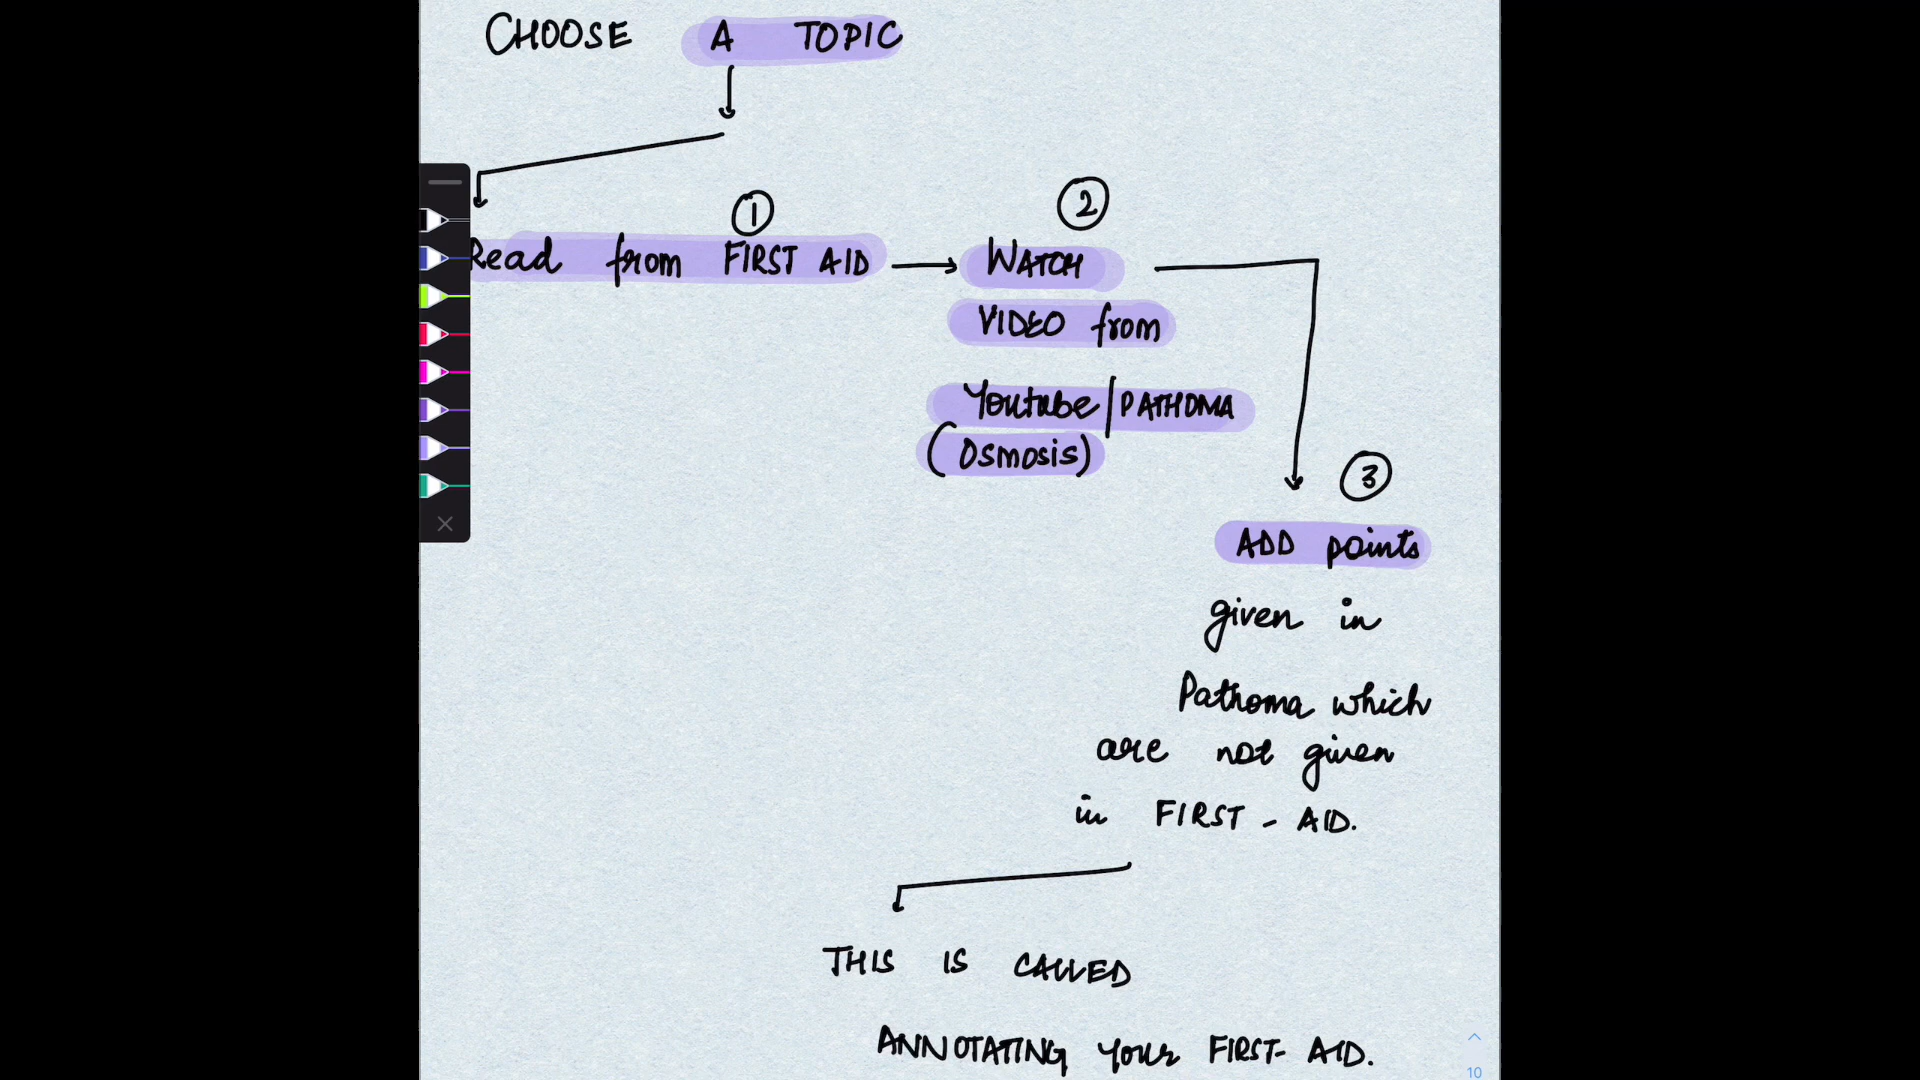 CHOOSE A TOPIC
1
2
Read from FIRST AID
WATCH
VIDEO from
Youtube/PATHOMA
(OSMOSIS)
3
ADD points
given in
Pathoma which
are not given
in FIRST-AID.
THIS IS CALLED
ANNOTATING your FIRST-AID.
10